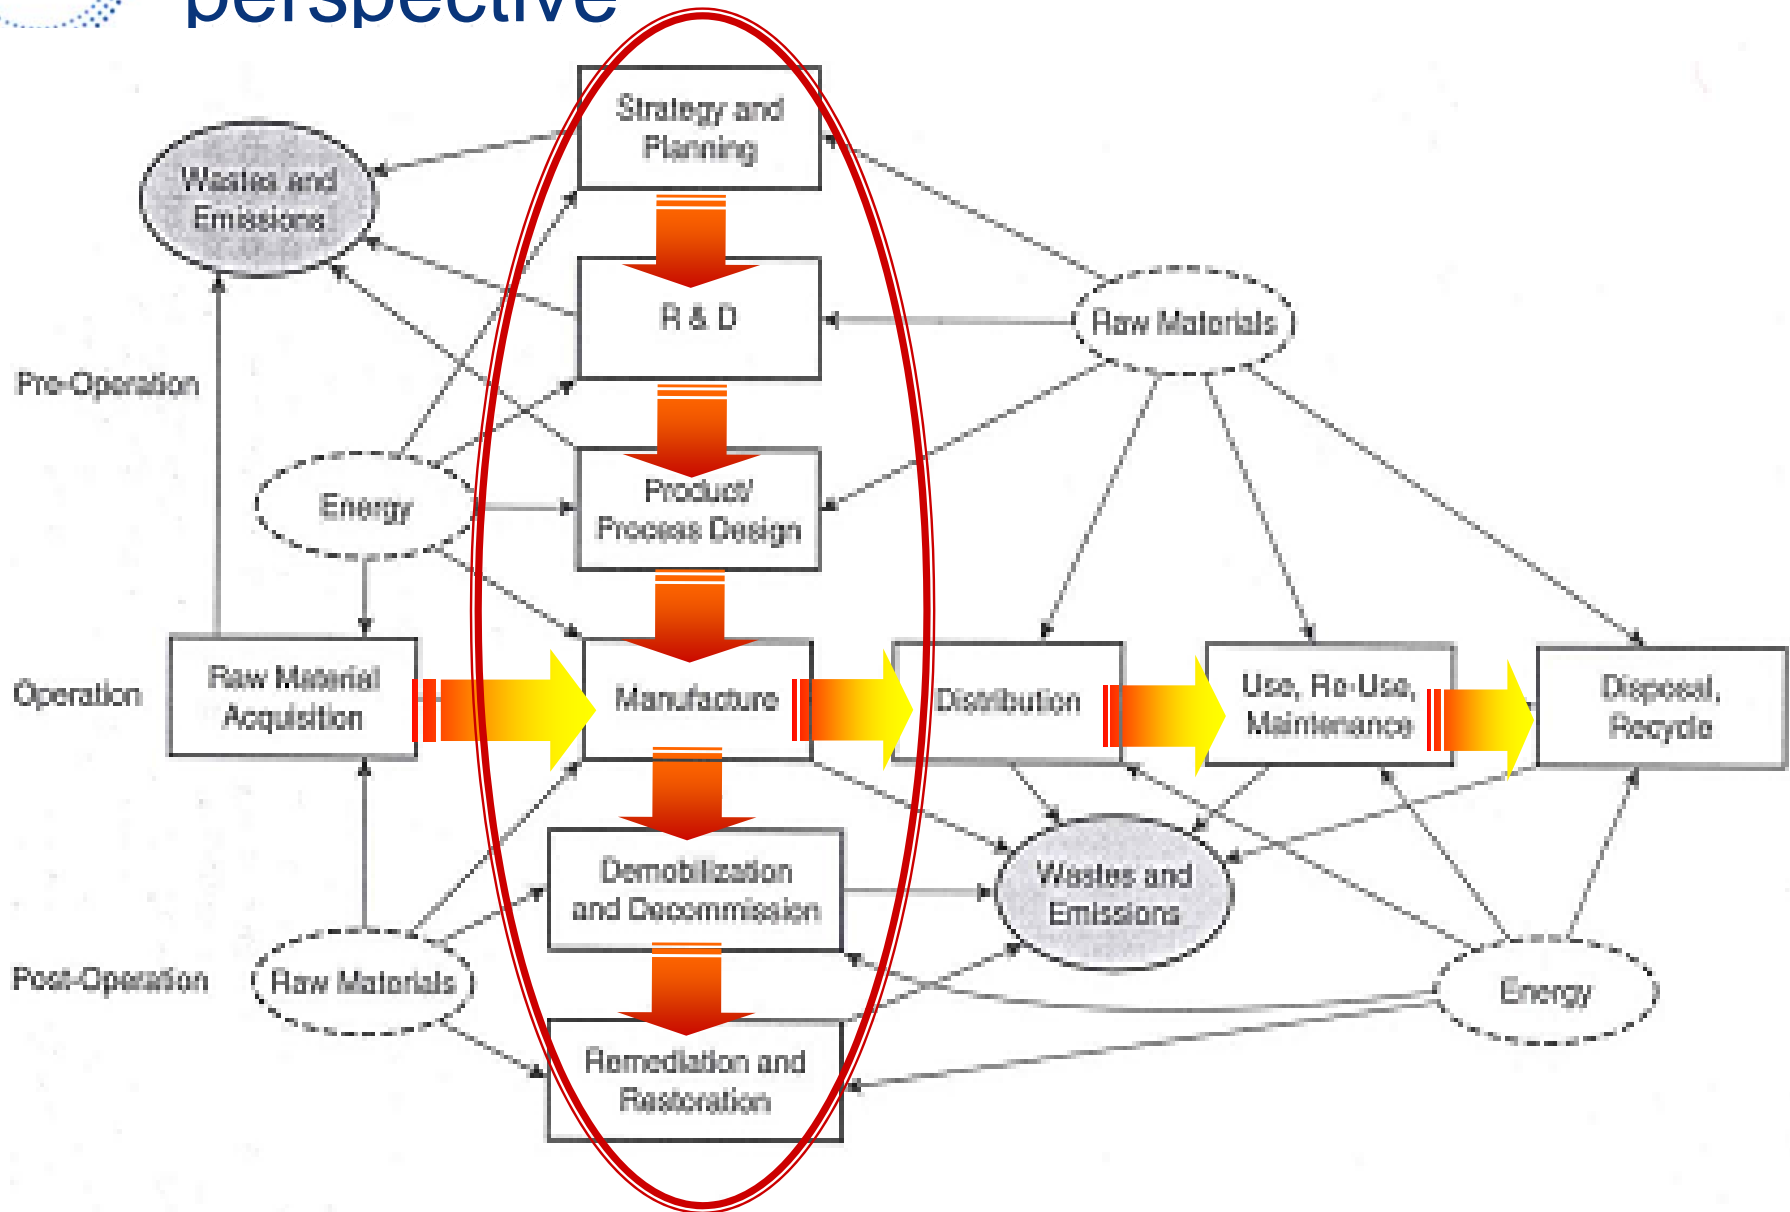 perspective
Strategy and
Planning
Wastes and
Emissions
R & D
Raw Materials
Pre-Operation
Energy
Product/
Process Design
Operation
Raw Material
Acquisition
Manufacture
Distribution
Use, Re-Use,
Maintenance
Disposal,
Recycle
Demobilization
and Decommission
Wastes and
Emissions
Post-Operation
Raw Materials
Energy
Remediation and
Restoration